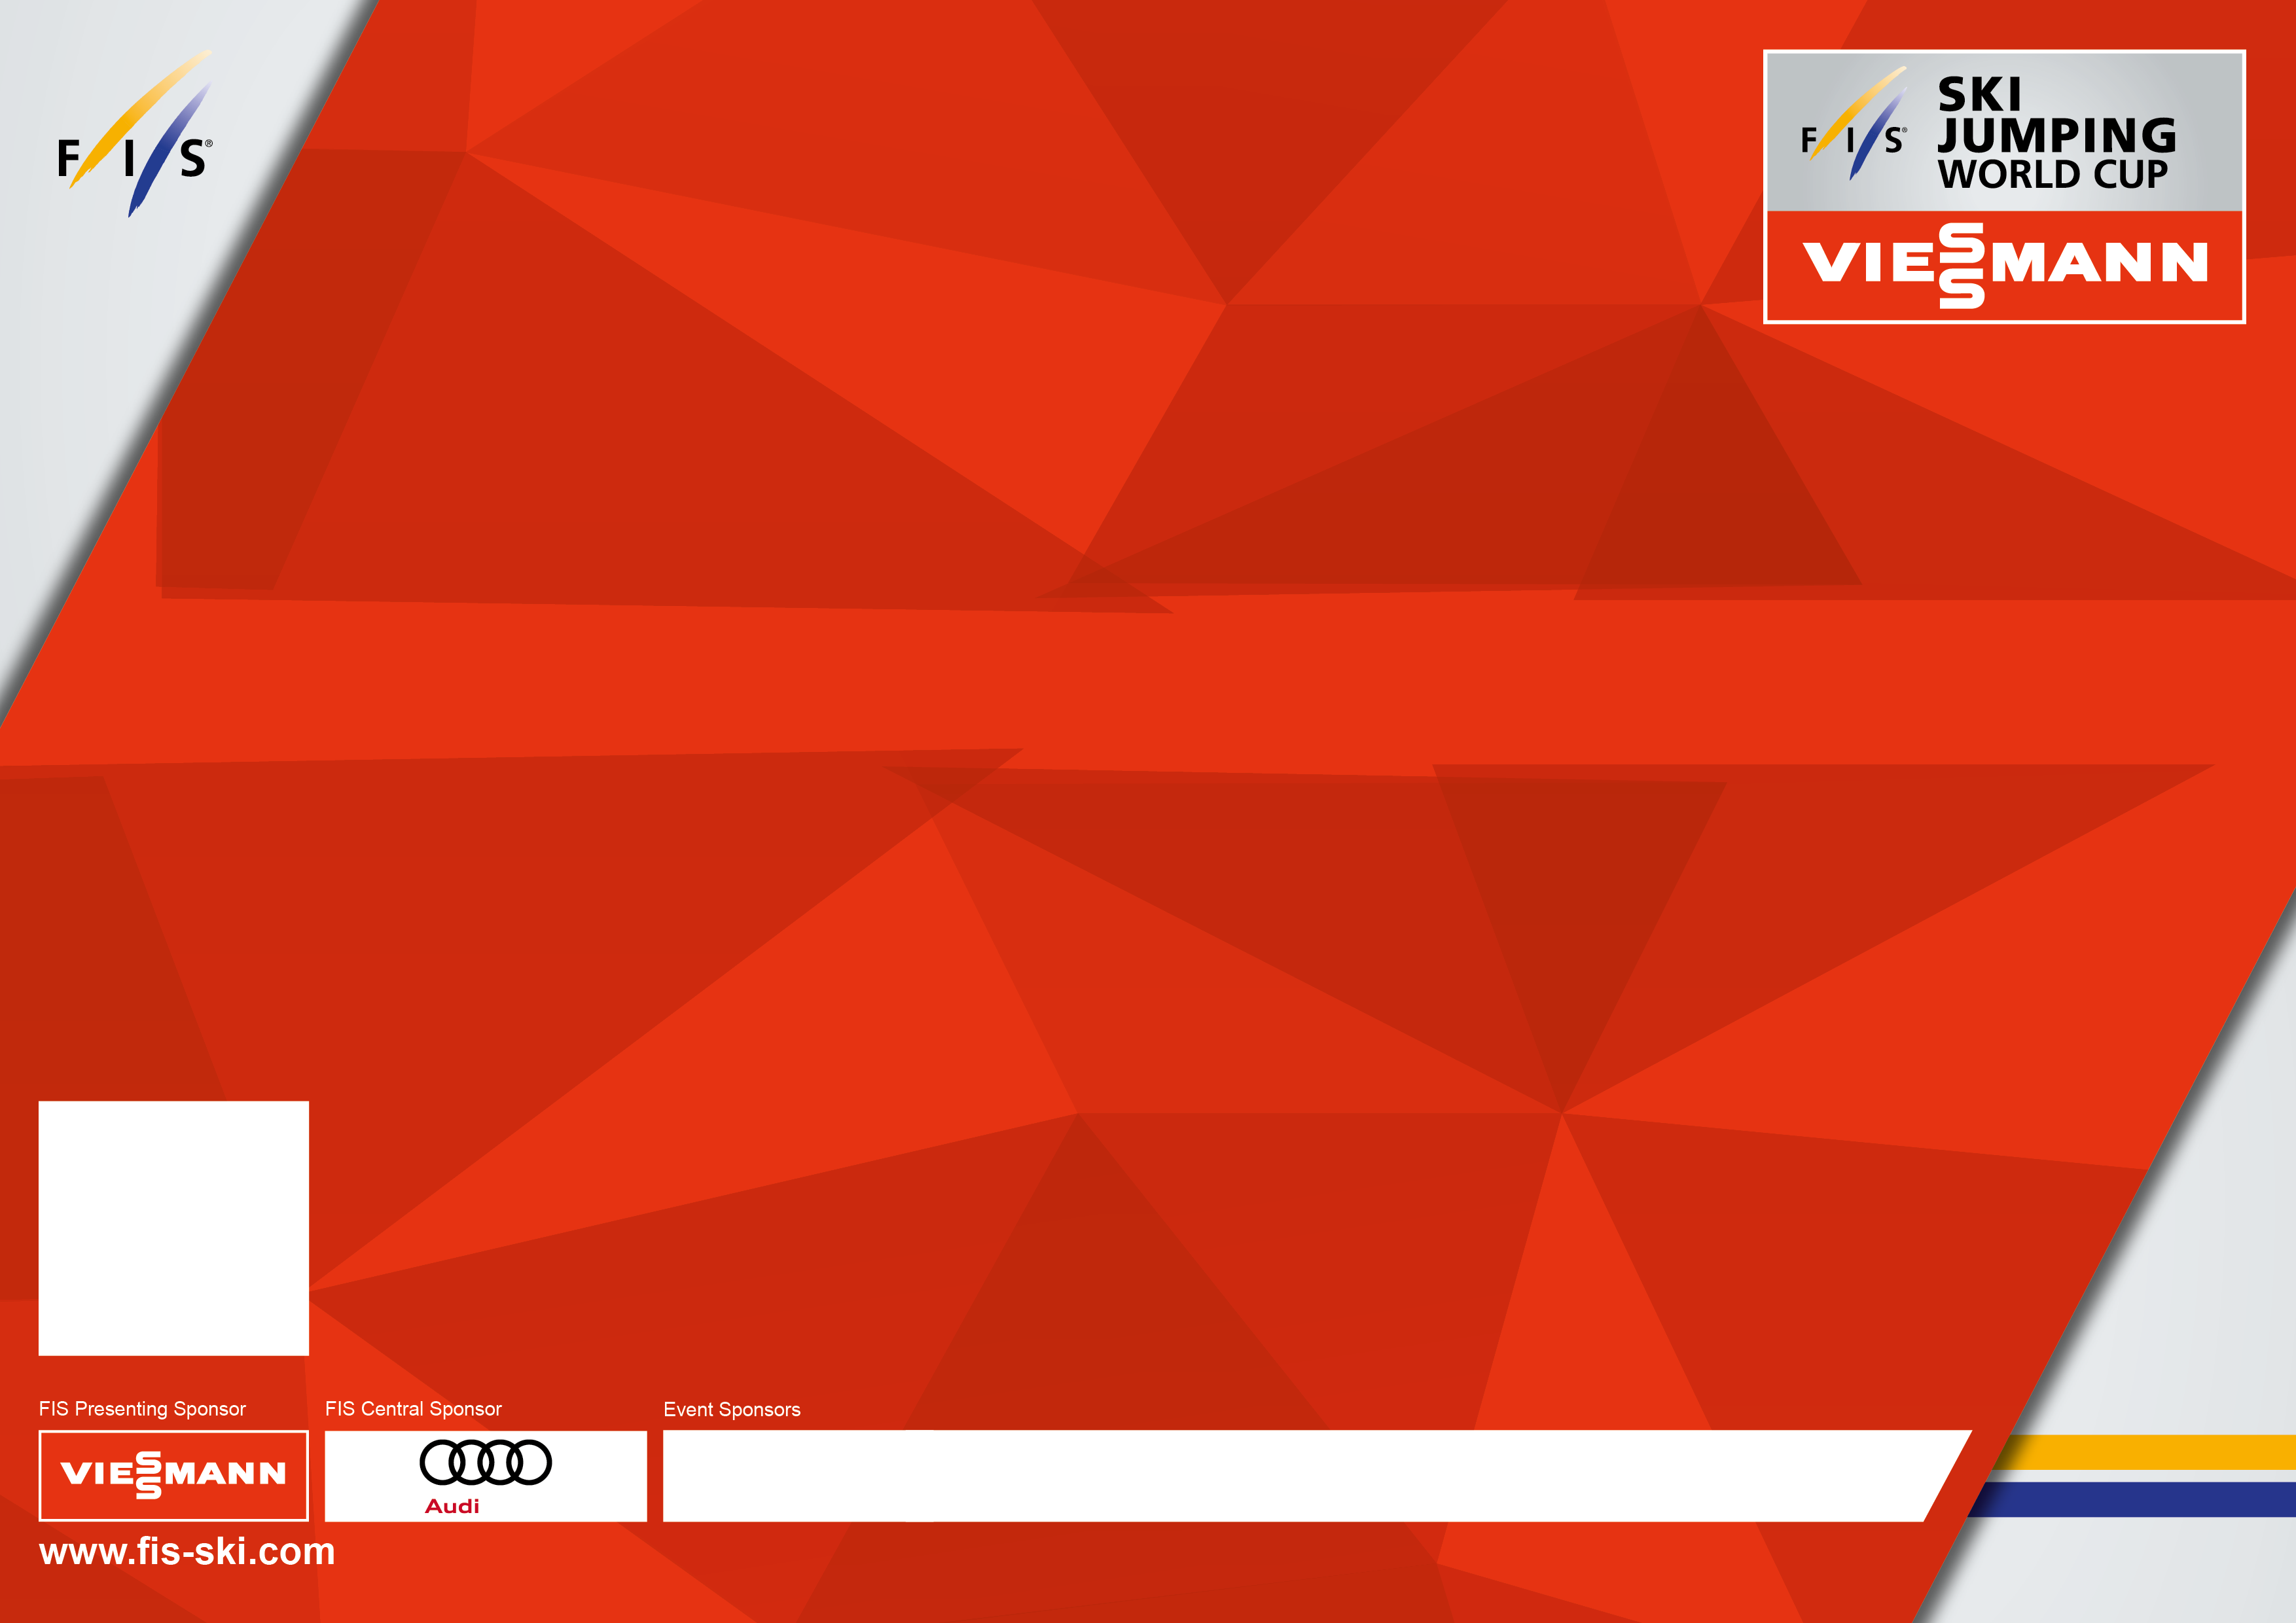 FIS®
FIS®
SKI
JUMPING
WORLD CUP
VIESSMANN
FIS Presenting Sponsor
FIS Central Sponsor
Event Sponsors
VIESSMANN
Audi
www.fis-ski.com